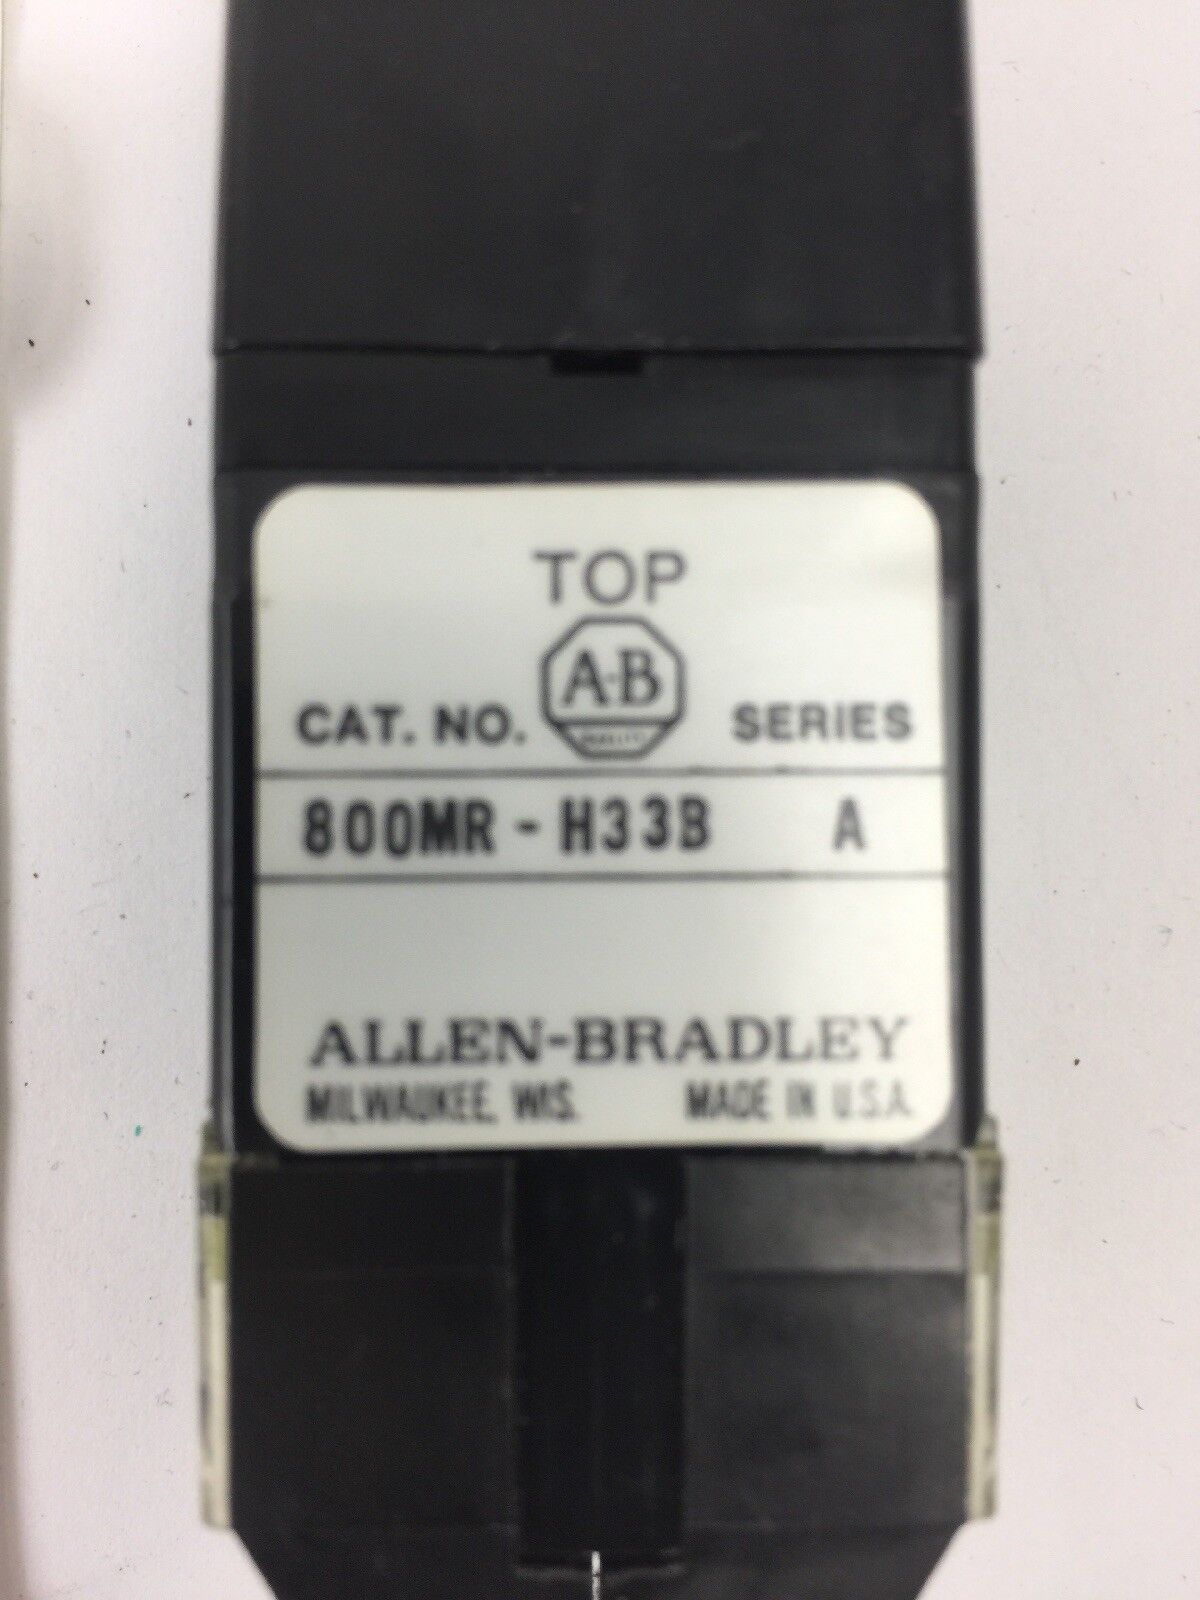 TOP
A-B
CAT. NO. SERIES
800MR - H33B A
ALLEN-BRADLEY
MILWAUKEE, WIS. MADE IN U.S.A.